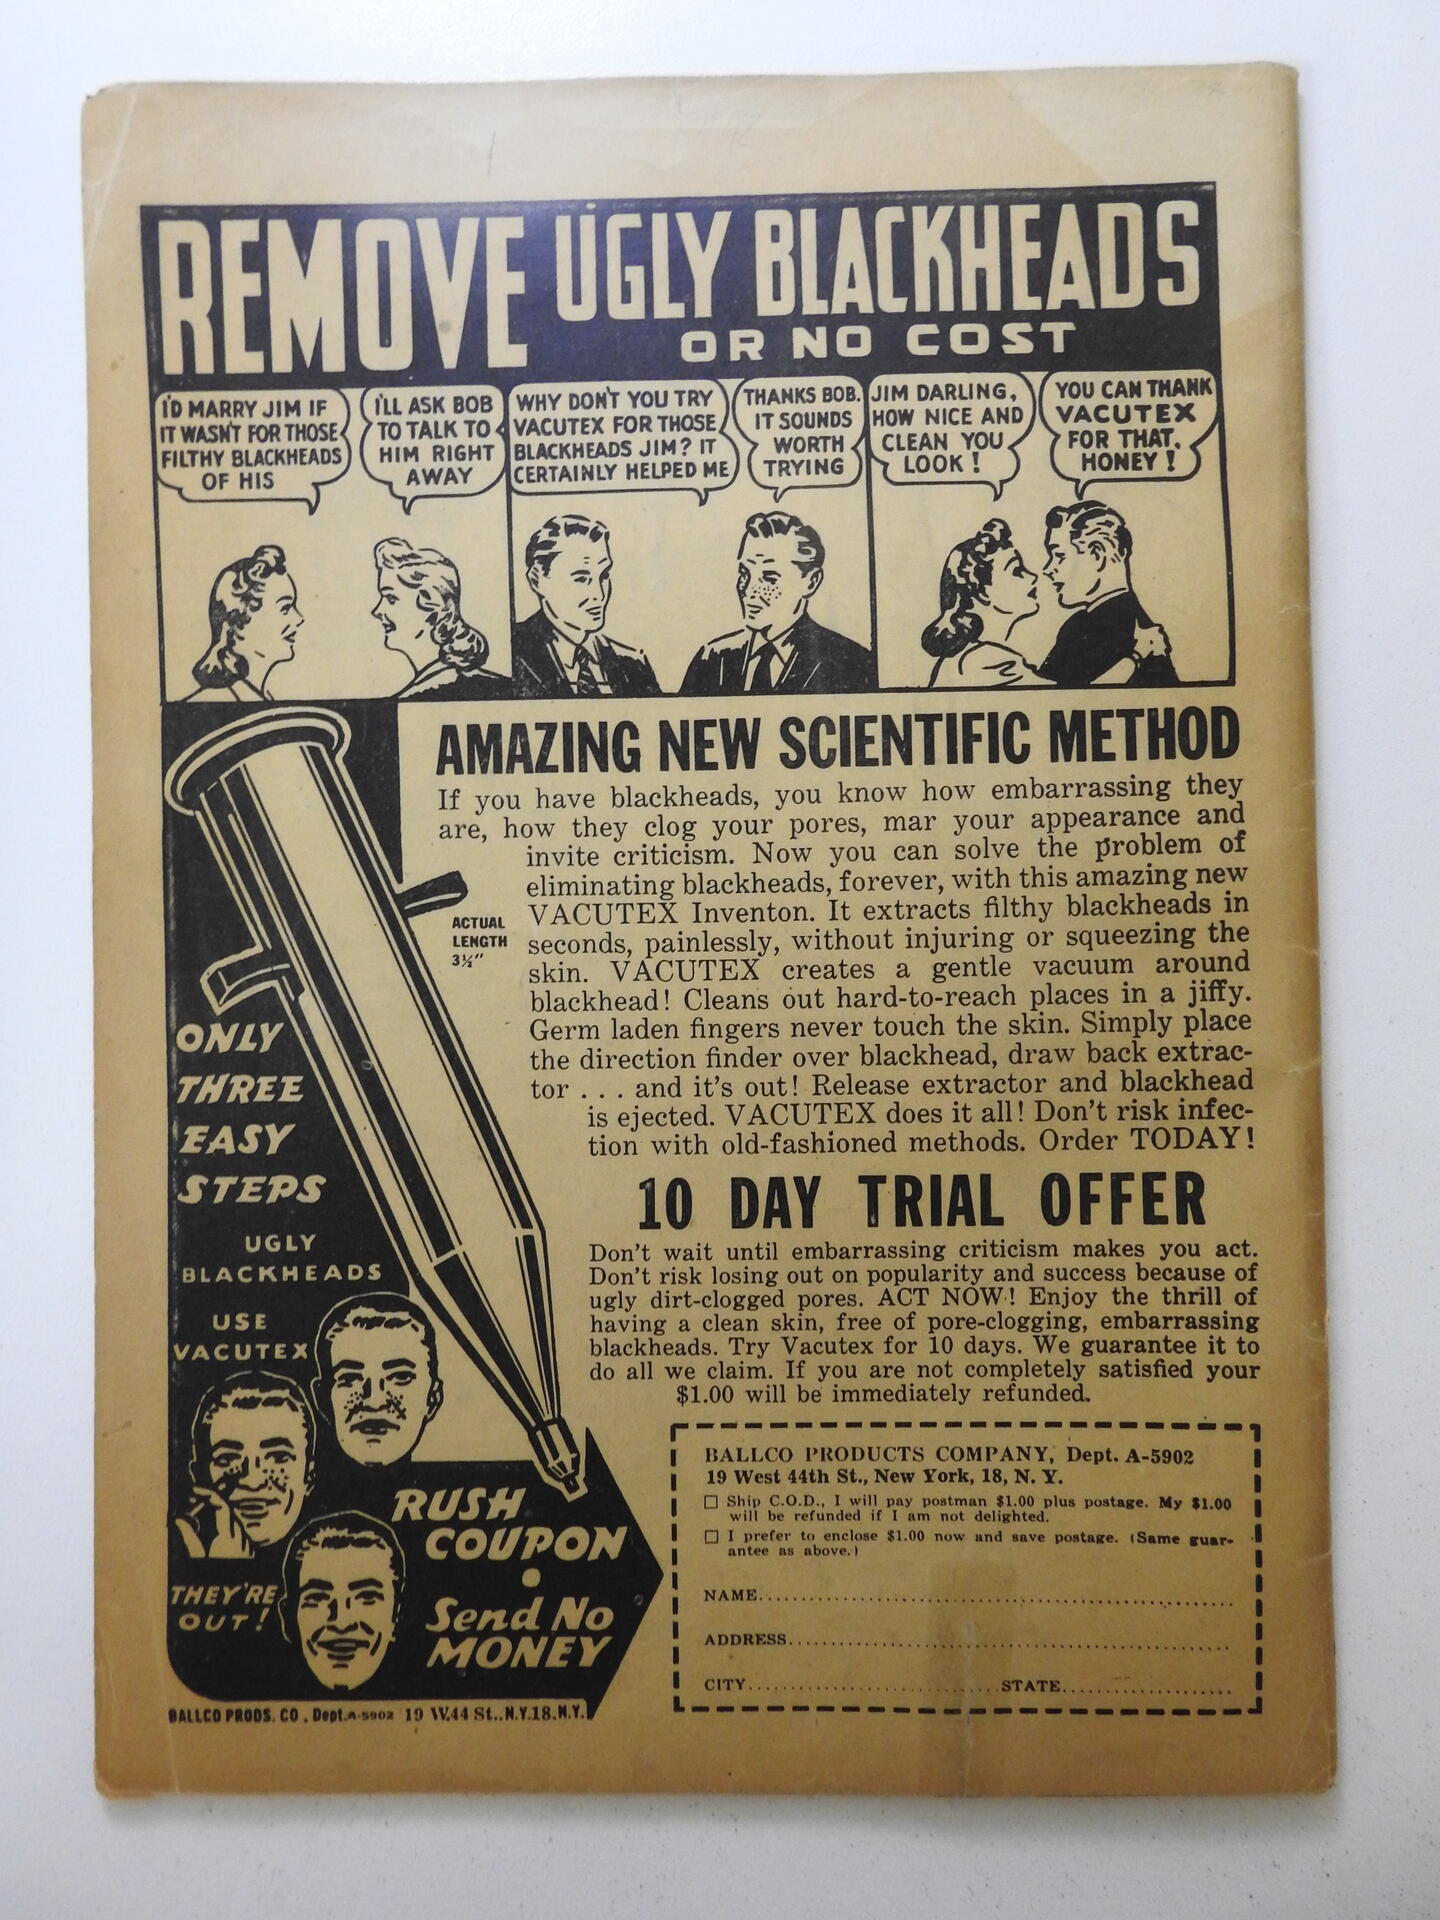 REMOVE UGLY BLACKHEADS
OR NO COST
I'D MARRY JIM IF
IT WASN'T FOR THOSE
FILTHY BLACKHEADS
OF HIS
I'LL ASK BOB
TO TALK TO
HIM RIGHT
AWAY
WHY DON'T YOU TRY
VACUTEX FOR THOSE
BLACKHEADS JIM? IT
CERTAINLY HELPED ME
THANKS BOB.
IT SOUNDS
WORTH
TRYING
JIM DARLING,
HOW NICE AND
CLEAN YOU
LOOK!
YOU CAN THANK
VACUTEX
FOR THAT,
HONEY!
AMAZING NEW SCIENTIFIC METHOD
If you have blackheads, you know how embarrassing they
are, how they clog your pores, mar your appearance and
invite criticism. Now you can solve the problem of
eliminating blackheads, forever, with this amazing new
VACUTEX Inventon. It extracts filthy blackheads in
seconds, painlessly, without injuring or squeezing the
skin. VACUTEX creates a gentle vacuum around
blackhead! Cleans out hard-to-reach places in a jiffy.
Germ laden fingers never touch the skin. Simply place
the direction finder over blackhead, draw back extrac-
tor . . . and it's out! Release extractor and blackhead
is ejected. VACUTEX does it all! Don't risk infec-
tion with old-fashioned methods. Order TODAY!
ACTUAL
LENGTH
3½"
ONLY
THREE
EASY
STEPS
UGLY
BLACKHEADS
USE
VACUTEX
THEY'RE
OUT!
10 DAY TRIAL OFFER
Don't wait until embarrassing criticism makes you act.
Don't risk losing out on popularity and success because of
ugly dirt-clogged pores. ACT NOW! Enjoy the thrill of
having a clean skin, free of pore-clogging, embarrassing
blackheads. Try Vacutex for 10 days. We guarantee it to
do all we claim. If you are not completely satisfied your
$1.00 will be immediately refunded.
RUSH
COUPON
Send No
MONEY
BALLCO PRODUCTS COMPANY, Dept. A-5902
19 West 44th St., New York, 18, N. Y.
☐ Ship C.O.D., I will pay postman $1.00 plus postage. My $1.00
will be refunded if I am not delighted.
☐ I prefer to enclose $1.00 now and save postage. (Same guar-
antee as above.)
NAME
ADDRESS
CITY STATE
BALLCO PRODS. CO., Dept. A-5902 19 W. 44 St., N.Y. 18, N.Y.